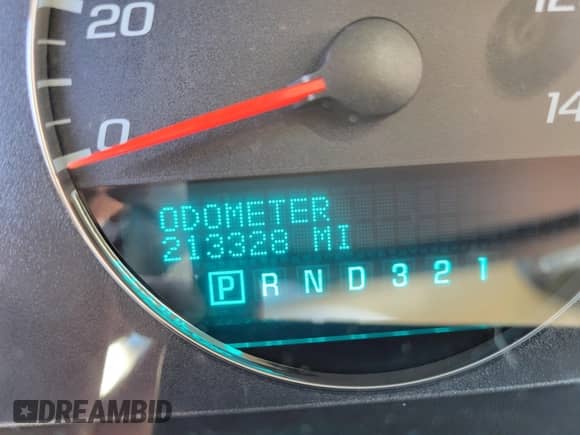 20
12
0
14
ODOMETER
213328 MI
P R N D 3 2 1
DREAMBID